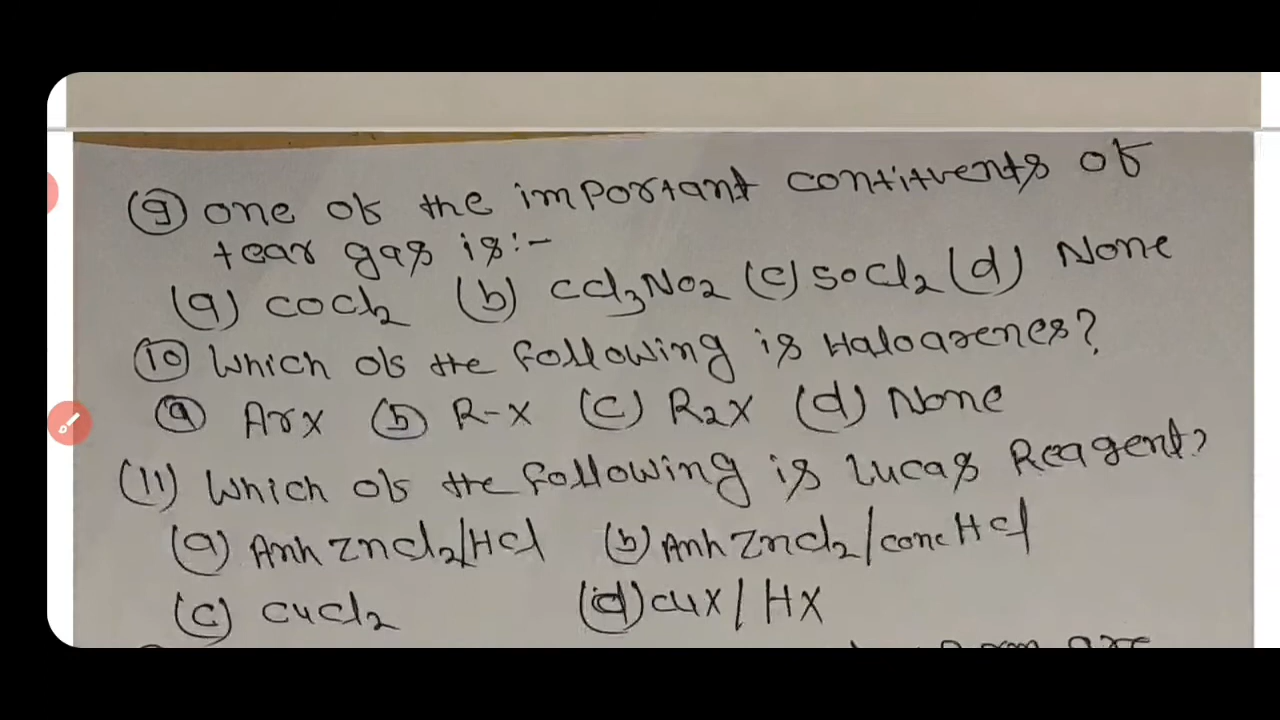 (9) one of the important contituents of
tear gas is:-
(a) COCl2 (b) CCl3NO2 (c) SOCl2 (d) None
(10) Which of the following is Haloarenes?
(a) ArX (b) R-X (c) R2X (d) None
(11) Which of the following is Lucas Reagent?
(a) Anh ZnCl2/HCl (b) Anh ZnCl2/conc HCl
(c) CuCl2 (d) CuX/HX
are